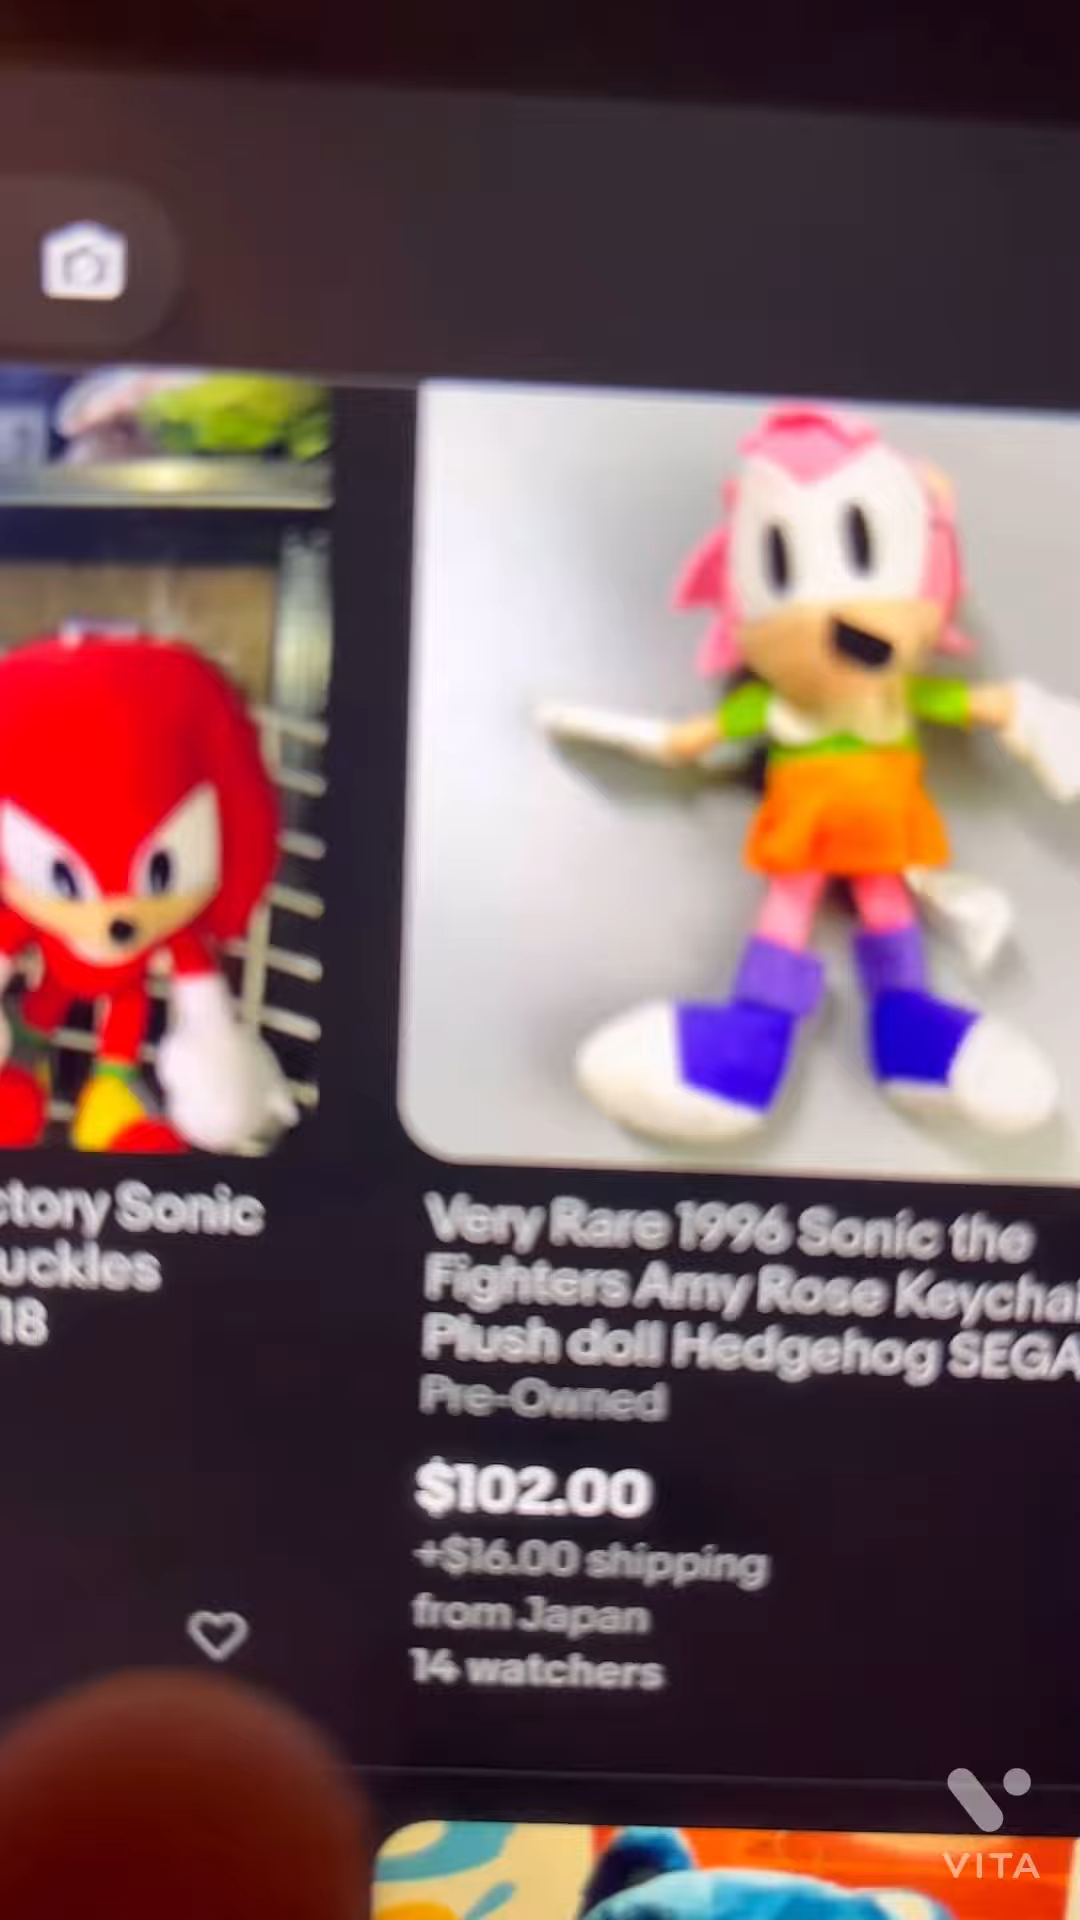 ctory Sonic
uckles
18
Very Rare 1996 Sonic the
Fighters Amy Rose Keychai
Plush doll Hedgehog SEGA
Pre-Owned
$102.00
+$16.00 shipping
from Japan
14 watchers
VITA